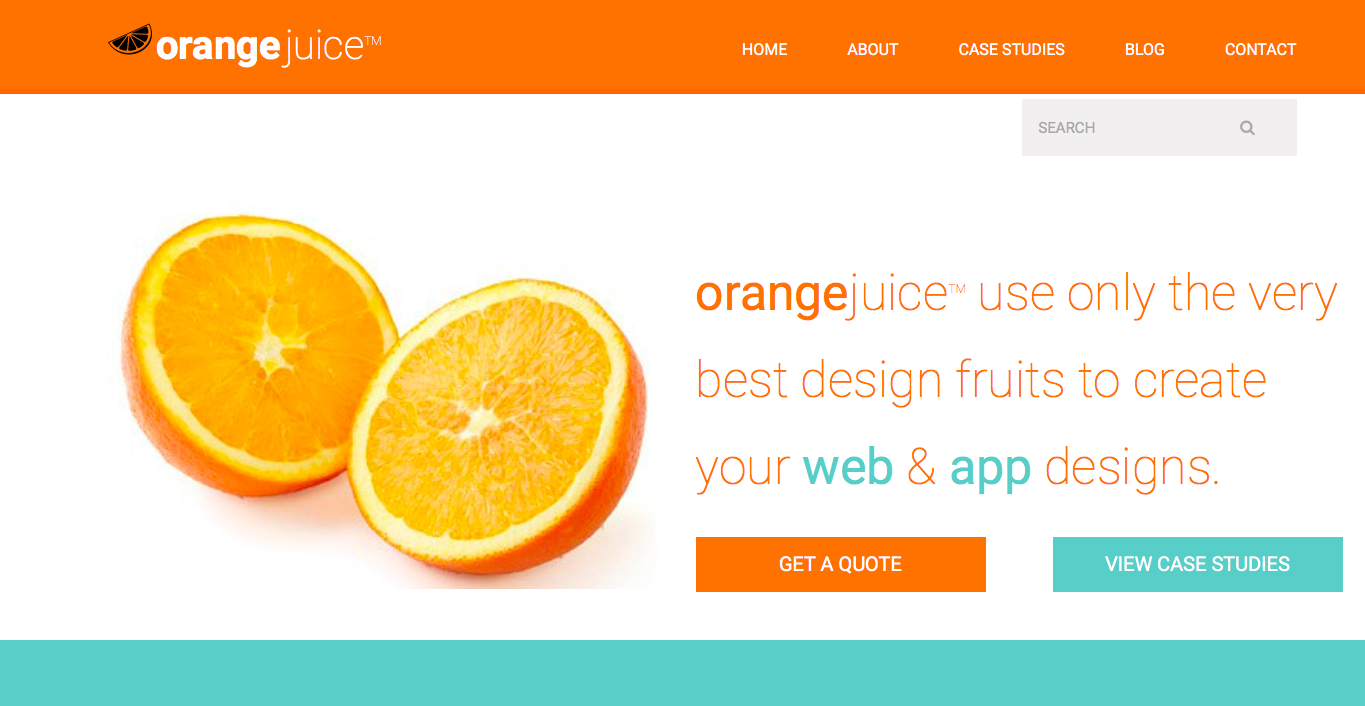 orangejuice™
HOME ABOUT CASE STUDIES BLOG CONTACT
SEARCH
orangejuice™ use only the very
best design fruits to create
your web & app designs.
GET A QUOTE VIEW CASE STUDIES